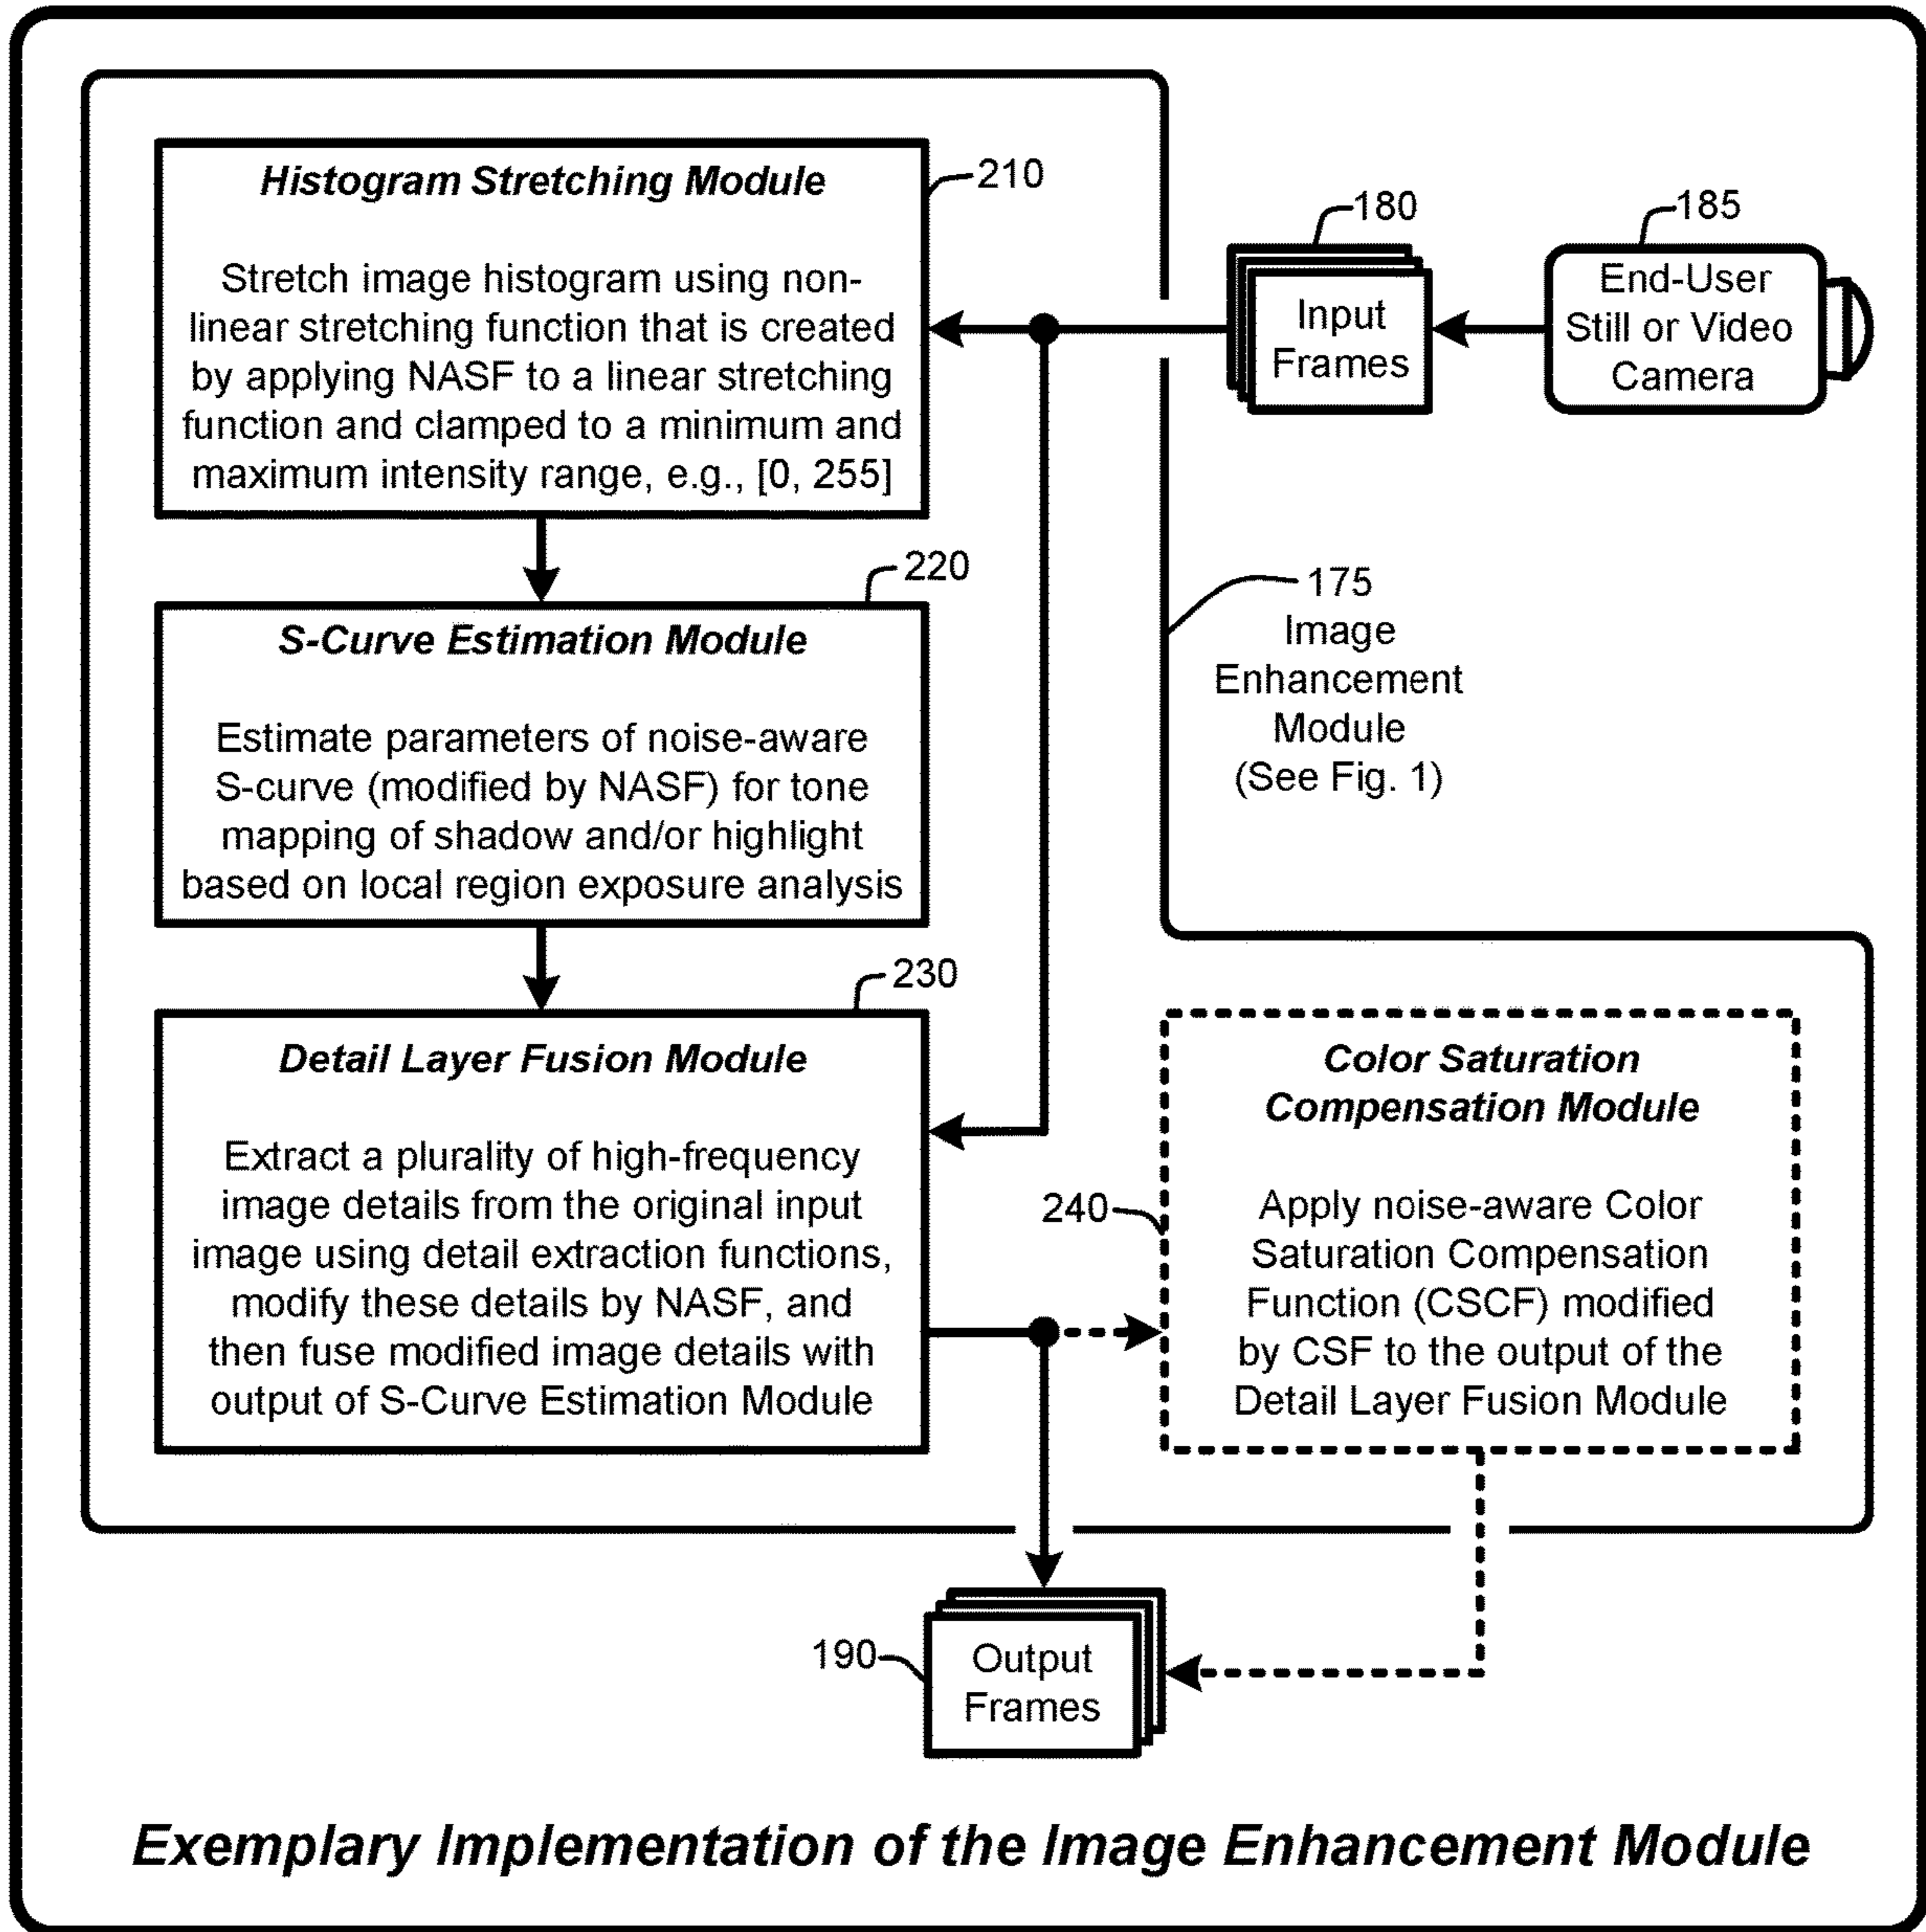 Histogram Stretching Module
Stretch image histogram using non-
linear stretching function that is created
by applying NASF to a linear stretching
function and clamped to a minimum and
maximum intensity range, e.g., [0, 255]
210
180
Input
Frames
185
End-User
Still or Video
Camera
220
S-Curve Estimation Module
Estimate parameters of noise-aware
S-curve (modified by NASF) for tone
mapping of shadow and/or highlight
based on local region exposure analysis
175
Image
Enhancement
Module
(See Fig. 1)
230
Detail Layer Fusion Module
Extract a plurality of high-frequency
image details from the original input
image using detail extraction functions,
modify these details by NASF, and
then fuse modified image details with
output of S-Curve Estimation Module
240
Color Saturation
Compensation Module
Apply noise-aware Color
Saturation Compensation
Function (CSCF) modified
by CSF to the output of the
Detail Layer Fusion Module
190
Output
Frames
Exemplary Implementation of the Image Enhancement Module